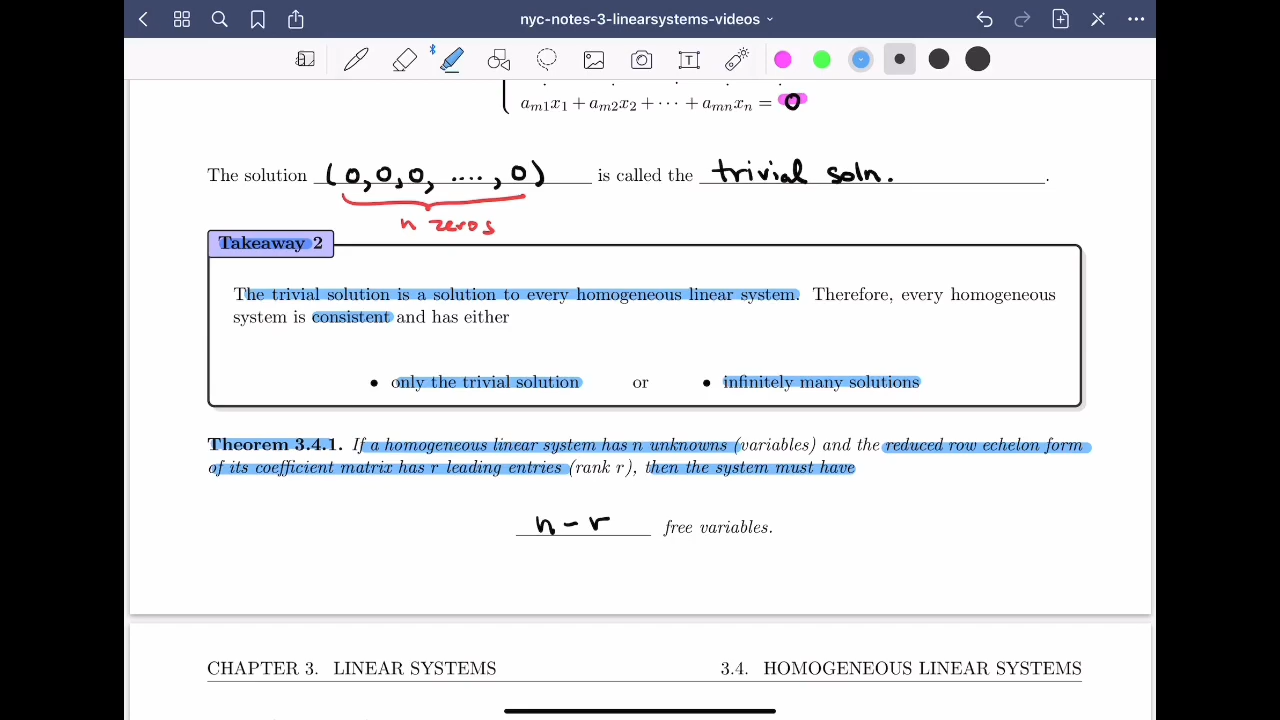 nyc-notes-3-linearsystems-videos
a_{m1}x_1 + a_{m2}x_2 + ··· + a_{mn}x_n = 0
The solution (0,0,0, ...., 0) is called the trivial soln.
n zeros
Takeaway 2
The trivial solution is a solution to every homogeneous linear system. Therefore, every homogeneous
system is consistent and has either
• only the trivial solution or • infinitely many solutions
Theorem 3.4.1. If a homogeneous linear system has n unknowns (variables) and the reduced row echelon form
of its coefficient matrix has r leading entries (rank r), then the system must have
n - r free variables.
CHAPTER 3. LINEAR SYSTEMS 3.4. HOMOGENEOUS LINEAR SYSTEMS